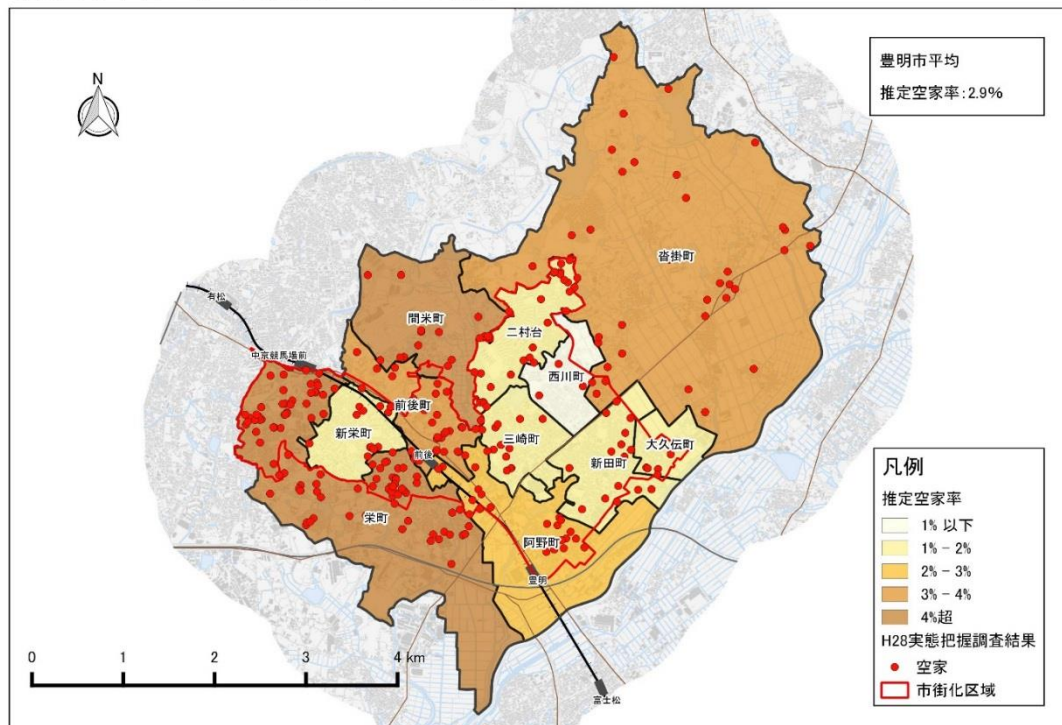 豊明市平均
推定空家率:2.9%
N
沓掛町
有松
間米町
二村台
中京競馬場前
西川町
前後町
新栄町
三崎町
大久伝町
前後
新田町
栄町
阿野町
豊明
富士松
凡例
推定空家率
1% 以下
1% - 2%
2% - 3%
3% - 4%
4%超
H28実態把握調査結果
空家
市街化区域
0 1 2 3 4 km